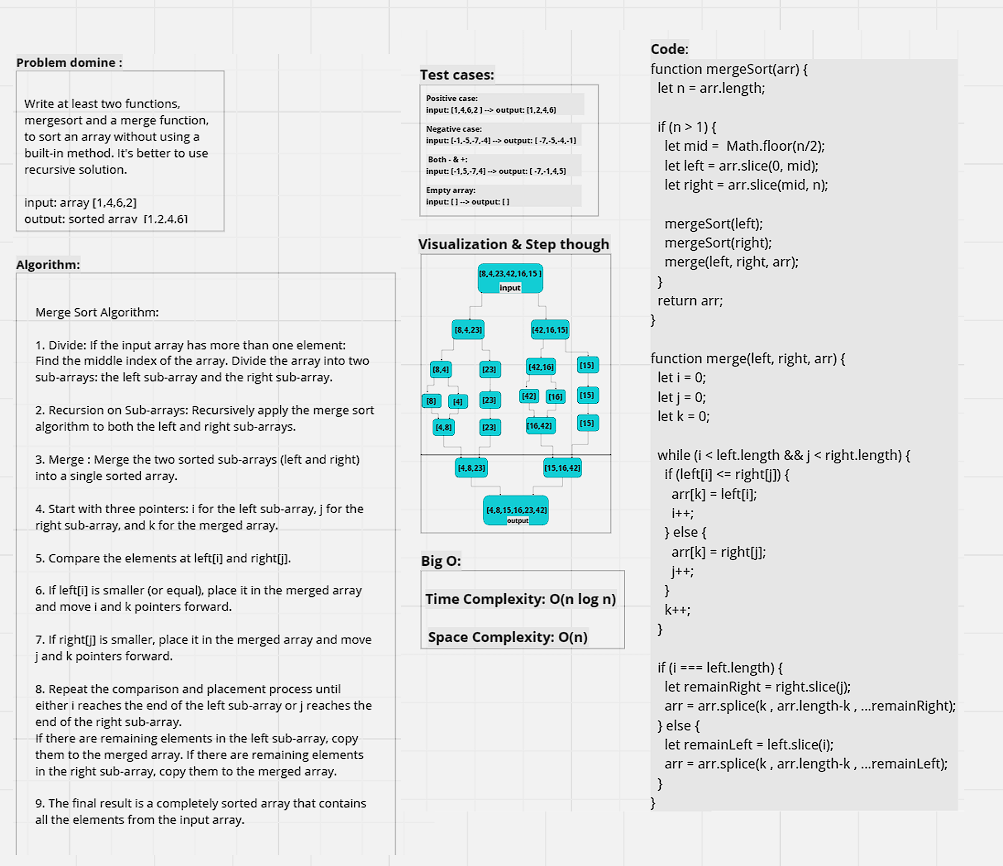 Problem domine :
Write at least two functions,
mergesort and a merge function,
to sort an array without using a
built-in method. It's better to use
recursive solution.
input: array [1,4,6,2]
output: sorted array [1,2,4,6]
Algorithm:
Merge Sort Algorithm:
1. Divide: If the input array has more than one element:
Find the middle index of the array. Divide the array into two
sub-arrays: the left sub-array and the right sub-array.
2. Recursion on Sub-arrays: Recursively apply the merge sort
algorithm to both the left and right sub-arrays.
3. Merge : Merge the two sorted sub-arrays (left and right)
into a single sorted array.
4. Start with three pointers: i for the left sub-array, j for the
right sub-array, and k for the merged array.
5. Compare the elements at left[i] and right[j].
6. If left[i] is smaller (or equal), place it in the merged array
and move i and k pointers forward.
7. If right[j] is smaller, place it in the merged array and move
j and k pointers forward.
8. Repeat the comparison and placement process until
either i reaches the end of the left sub-array or j reaches the
end of the right sub-array.
If there are remaining elements in the left sub-array, copy
them to the merged array. If there are remaining elements
in the right sub-array, copy them to the merged array.
9. The final result is a completely sorted array that contains
all the elements from the input array.
Test cases:
Positive case:
input: [1,4,6,2 ] --> output: [1,2,4,6]
Negative case:
input: [-1,-5,-7,-4] --> output: [ -7,-5,-4,-1]
Both - & +:
input: [-1,5,-7,4] --> output: [ -7,-1,4,5]
Empty array:
input: [ ] --> output: [ ]
Visualization & Step though
[8,4,23,42,16,15 ]
input
[8,4,23] [42,16,15]
[8,4] [23] [42,16] [15]
[8] [4] [23] [42] [16] [15]
[4,8] [23] [16,42] [15]
[4,8,23] [15,16,42]
[4,8,15,16,23,42]
output
Big O:
Time Complexity: O(n log n)
Space Complexity: O(n)
Code:
function mergeSort(arr) {
let n = arr.length;
if (n > 1) {
let mid =  Math.floor(n/2);
let left = arr.slice(0, mid);
let right = arr.slice(mid, n);
mergeSort(left);
mergeSort(right);
merge(left, right, arr);
}
return arr;
}
function merge(left, right, arr) {
let i = 0;
let j = 0;
let k = 0;
while (i < left.length && j < right.length) {
if (left[i] <= right[j]) {
arr[k] = left[i];
i++;
} else {
arr[k] = right[j];
j++;
}
k++;
}
if (i === left.length) {
let remainRight = right.slice(j);
arr = arr.splice(k , arr.length-k , ...remainRight);
} else {
let remainLeft = left.slice(i);
arr = arr.splice(k , arr.length-k , ...remainLeft);
}
}